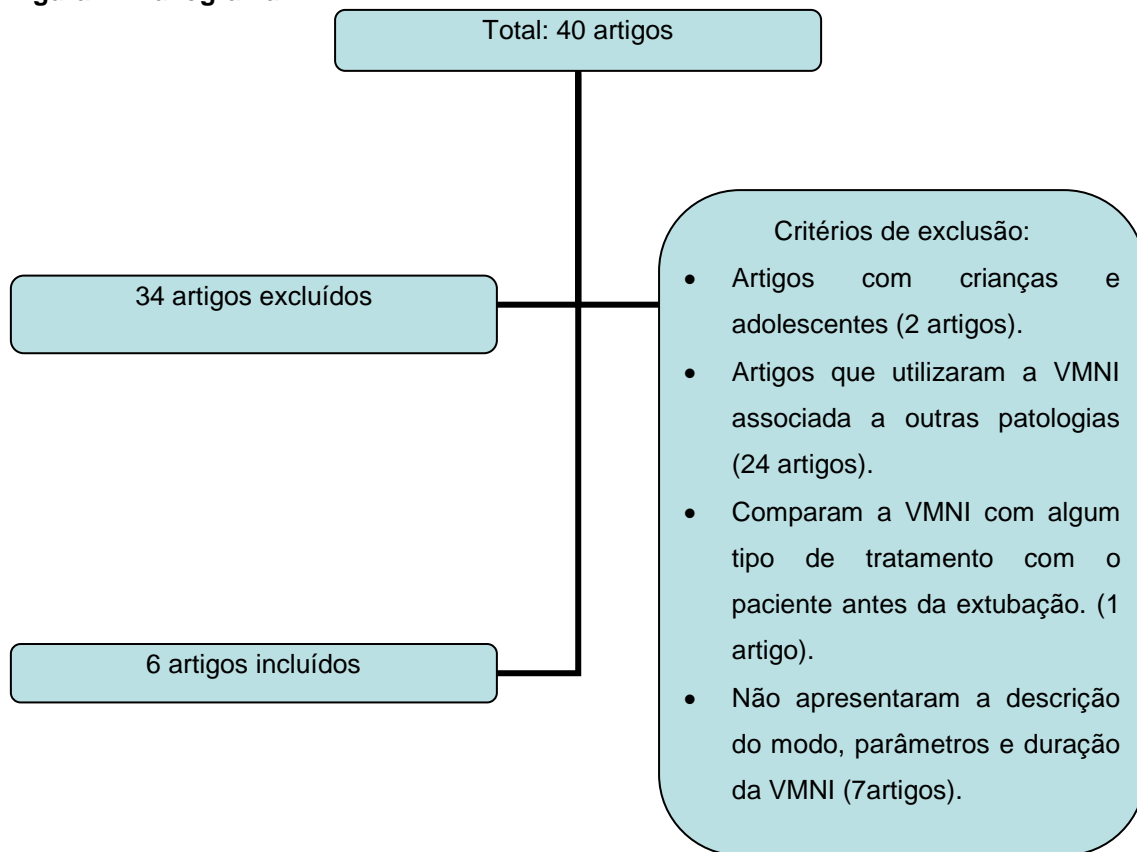 Total: 40 artigos
34 artigos excluídos
Critérios de exclusão:
• Artigos com crianças e
adolescentes (2 artigos).
• Artigos que utilizaram a VMNI
associada a outras patologias
(24 artigos).
• Comparam a VMNI com algum
tipo de tratamento com o
paciente antes da extubação. (1
artigo).
• Não apresentaram a descrição
do modo, parâmetros e duração
da VMNI (7artigos).
6 artigos incluídos